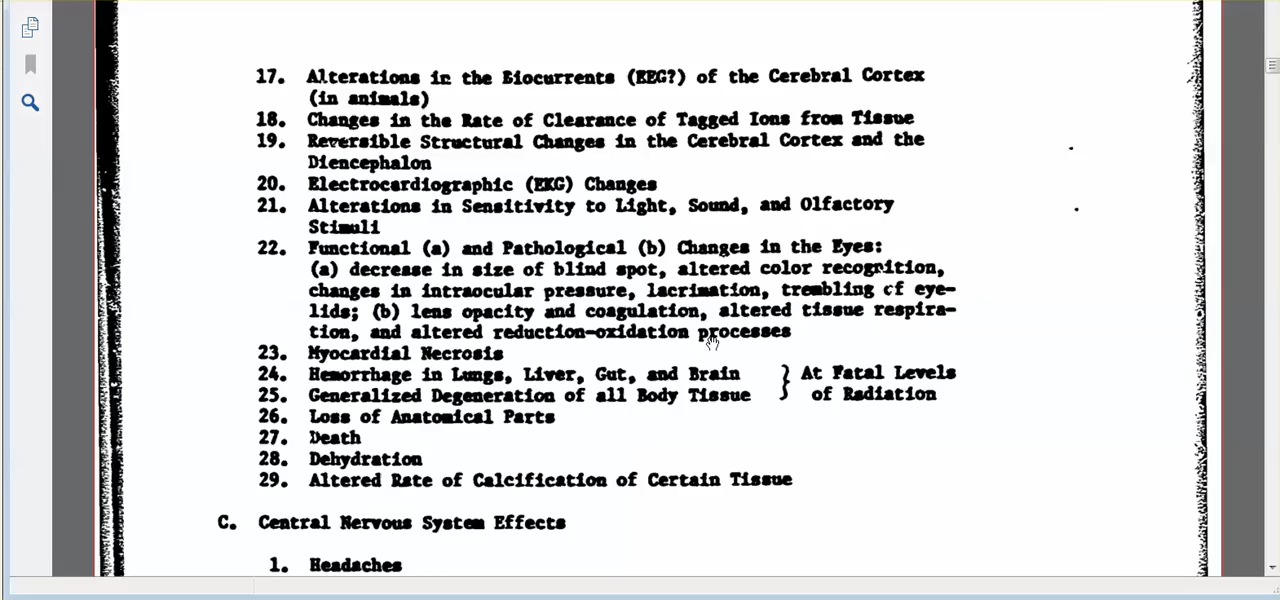 17. Alterations in the Biocurrents (EEG?) of the Cerebral Cortex
(in animals)
18. Changes in the Rate of Clearance of Tagged Ions from Tissue
19. Reversible Structural Changes in the Cerebral Cortex and the
Diencephalon
20. Electrocardiographic (EKG) Changes
21. Alterations in Sensitivity to Light, Sound, and Olfactory
Stimuli
22. Functional (a) and Pathological (b) Changes in the Eyes:
(a) decrease in size of blind spot, altered color recognition,
changes in intraocular pressure, lacrimation, trembling of eye-
lids; (b) lens opacity and coagulation, altered tissue respira-
tion, and altered reduction-oxidation processes
23. Myocardial Necrosis
24. Hemorrhage in Lungs, Liver, Gut, and Brain } At Fatal Levels
25. Generalized Degeneration of all Body Tissue } of Radiation
26. Loss of Anatomical Parts
27. Death
28. Dehydration
29. Altered Rate of Calcification of Certain Tissue
C. Central Nervous System Effects
1. Headaches